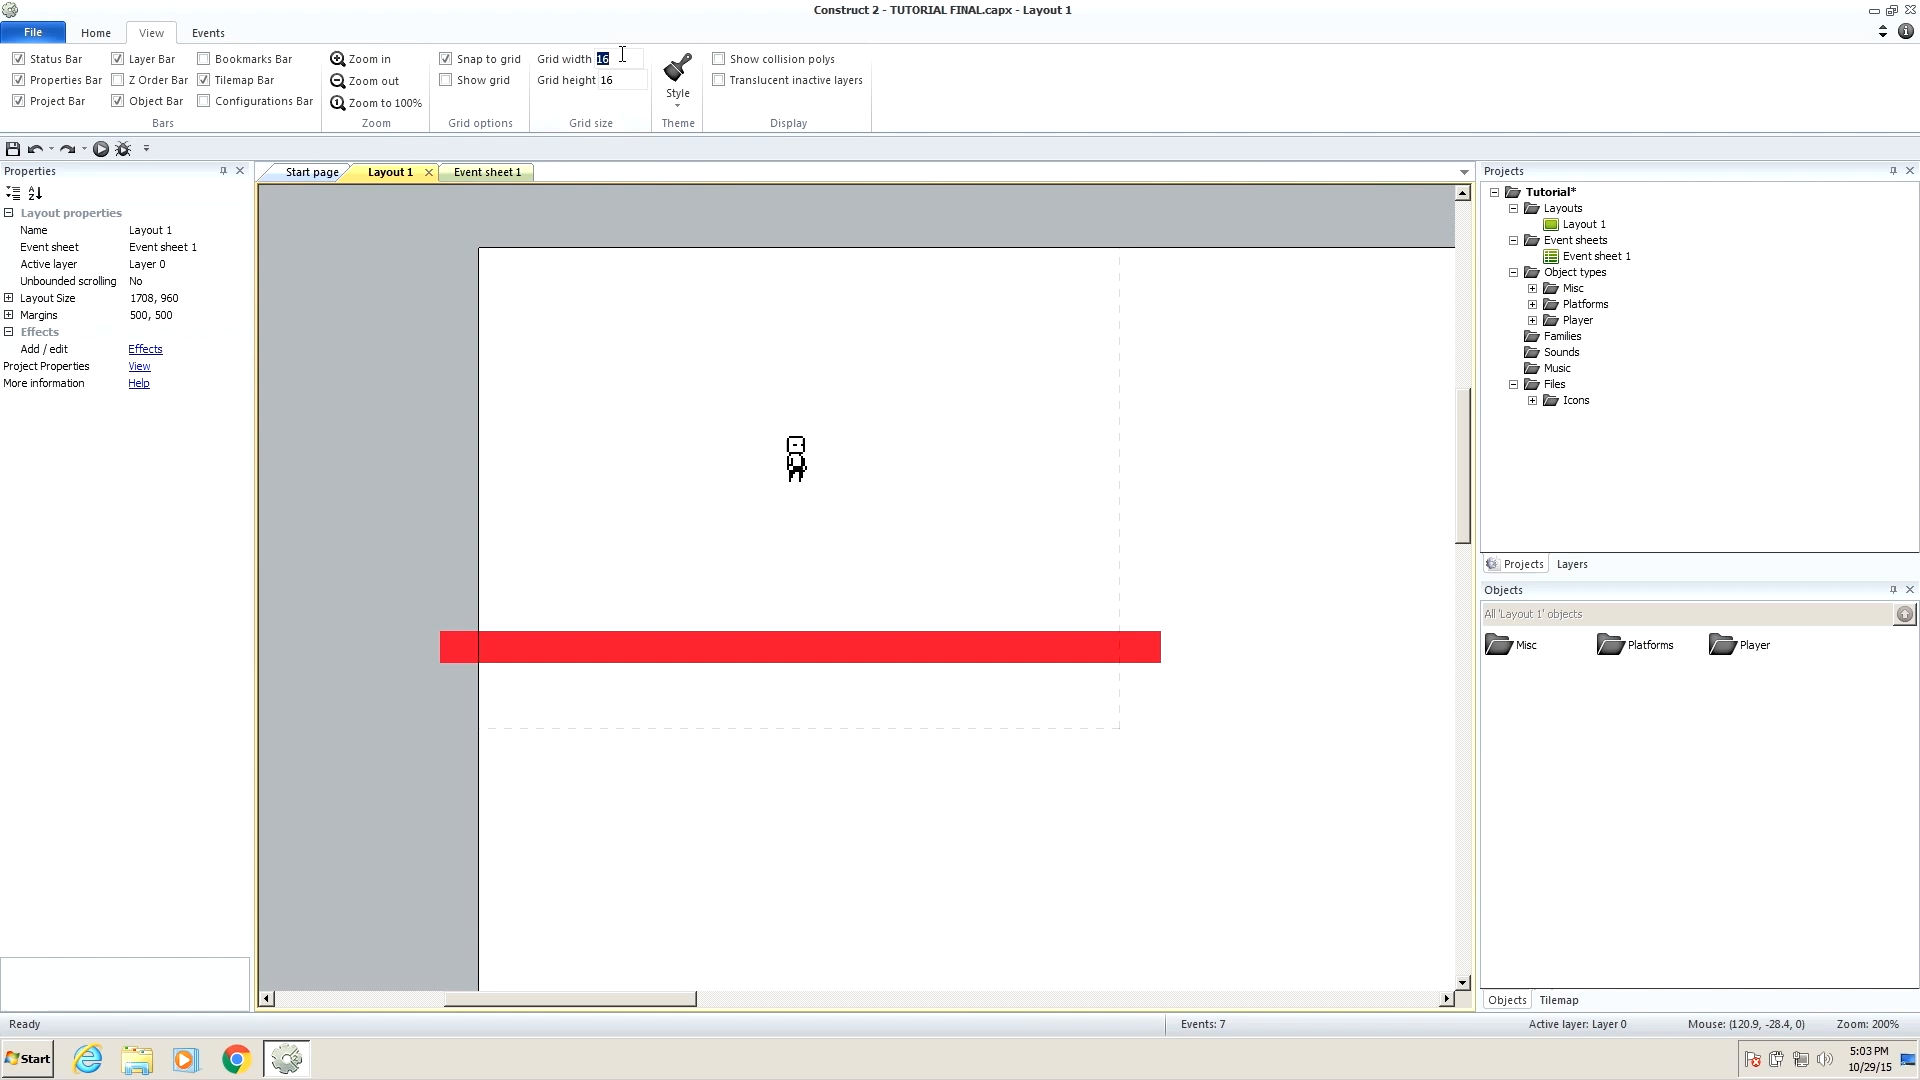 Construct 2 - TUTORIAL FINAL.capx - Layout 1
File Home View Events
Status Bar Layer Bar Bookmarks Bar Zoom in Snap to grid Grid width 16 Show collision polys
Properties Bar Z Order Bar Tilemap Bar Zoom out Show grid Grid height 16 Translucent inactive layers
Project Bar Object Bar Configurations Bar Zoom to 100% Style
Bars Zoom Grid options Grid size Theme Display
Properties
Layout properties
Name Layout 1
Event sheet Event sheet 1
Active layer Layer 0
Unbounded scrolling No
Layout Size 1708, 960
Margins 500, 500
Effects
Add / edit Effects
Project Properties View
More information Help
Start page Layout 1 Event sheet 1
Projects
Tutorial*
Layouts
Layout 1
Event sheets
Event sheet 1
Object types
Misc
Platforms
Player
Families
Sounds
Music
Files
Icons
Projects Layers
Objects
All 'Layout 1' objects
Misc Platforms Player
Objects Tilemap
Ready Events: 7 Active layer: Layer 0 Mouse: (120.9, -28.4, 0) Zoom: 200%
Start
5:03 PM
10/29/15